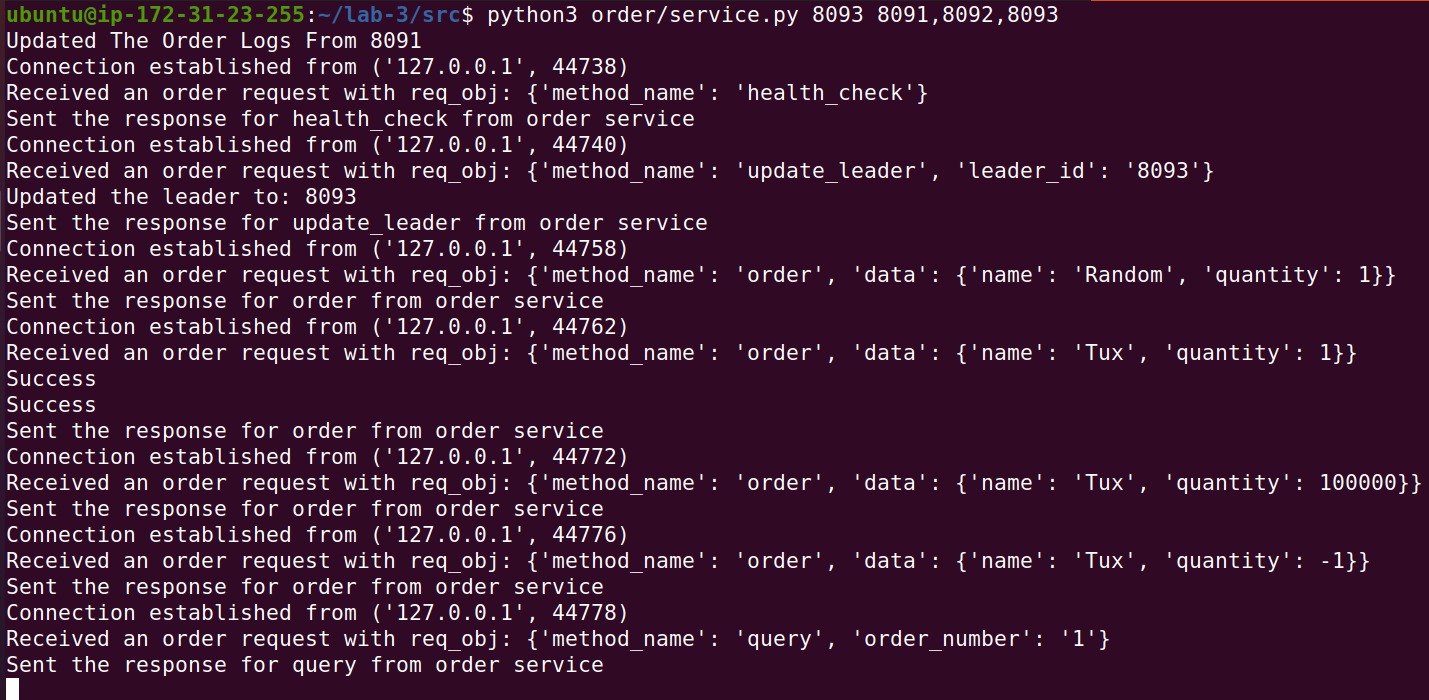 ubuntu@ip-172-31-23-255:~/lab-3/src$ python3 order/service.py 8093 8091,8092,8093
Updated The Order Logs From 8091
Connection established from ('127.0.0.1', 44738)
Received an order request with req_obj: {'method_name': 'health_check'}
Sent the response for health_check from order service
Connection established from ('127.0.0.1', 44740)
Received an order request with req_obj: {'method_name': 'update_leader', 'leader_id': '8093'}
Updated the leader to: 8093
Sent the response for update_leader from order service
Connection established from ('127.0.0.1', 44758)
Received an order request with req_obj: {'method_name': 'order', 'data': {'name': 'Random', 'quantity': 1}}
Sent the response for order from order service
Connection established from ('127.0.0.1', 44762)
Received an order request with req_obj: {'method_name': 'order', 'data': {'name': 'Tux', 'quantity': 1}}
Success
Success
Sent the response for order from order service
Connection established from ('127.0.0.1', 44772)
Received an order request with req_obj: {'method_name': 'order', 'data': {'name': 'Tux', 'quantity': 100000}}
Sent the response for order from order service
Connection established from ('127.0.0.1', 44776)
Received an order request with req_obj: {'method_name': 'order', 'data': {'name': 'Tux', 'quantity': -1}}
Sent the response for order from order service
Connection established from ('127.0.0.1', 44778)
Received an order request with req_obj: {'method_name': 'query', 'order_number': '1'}
Sent the response for query from order service